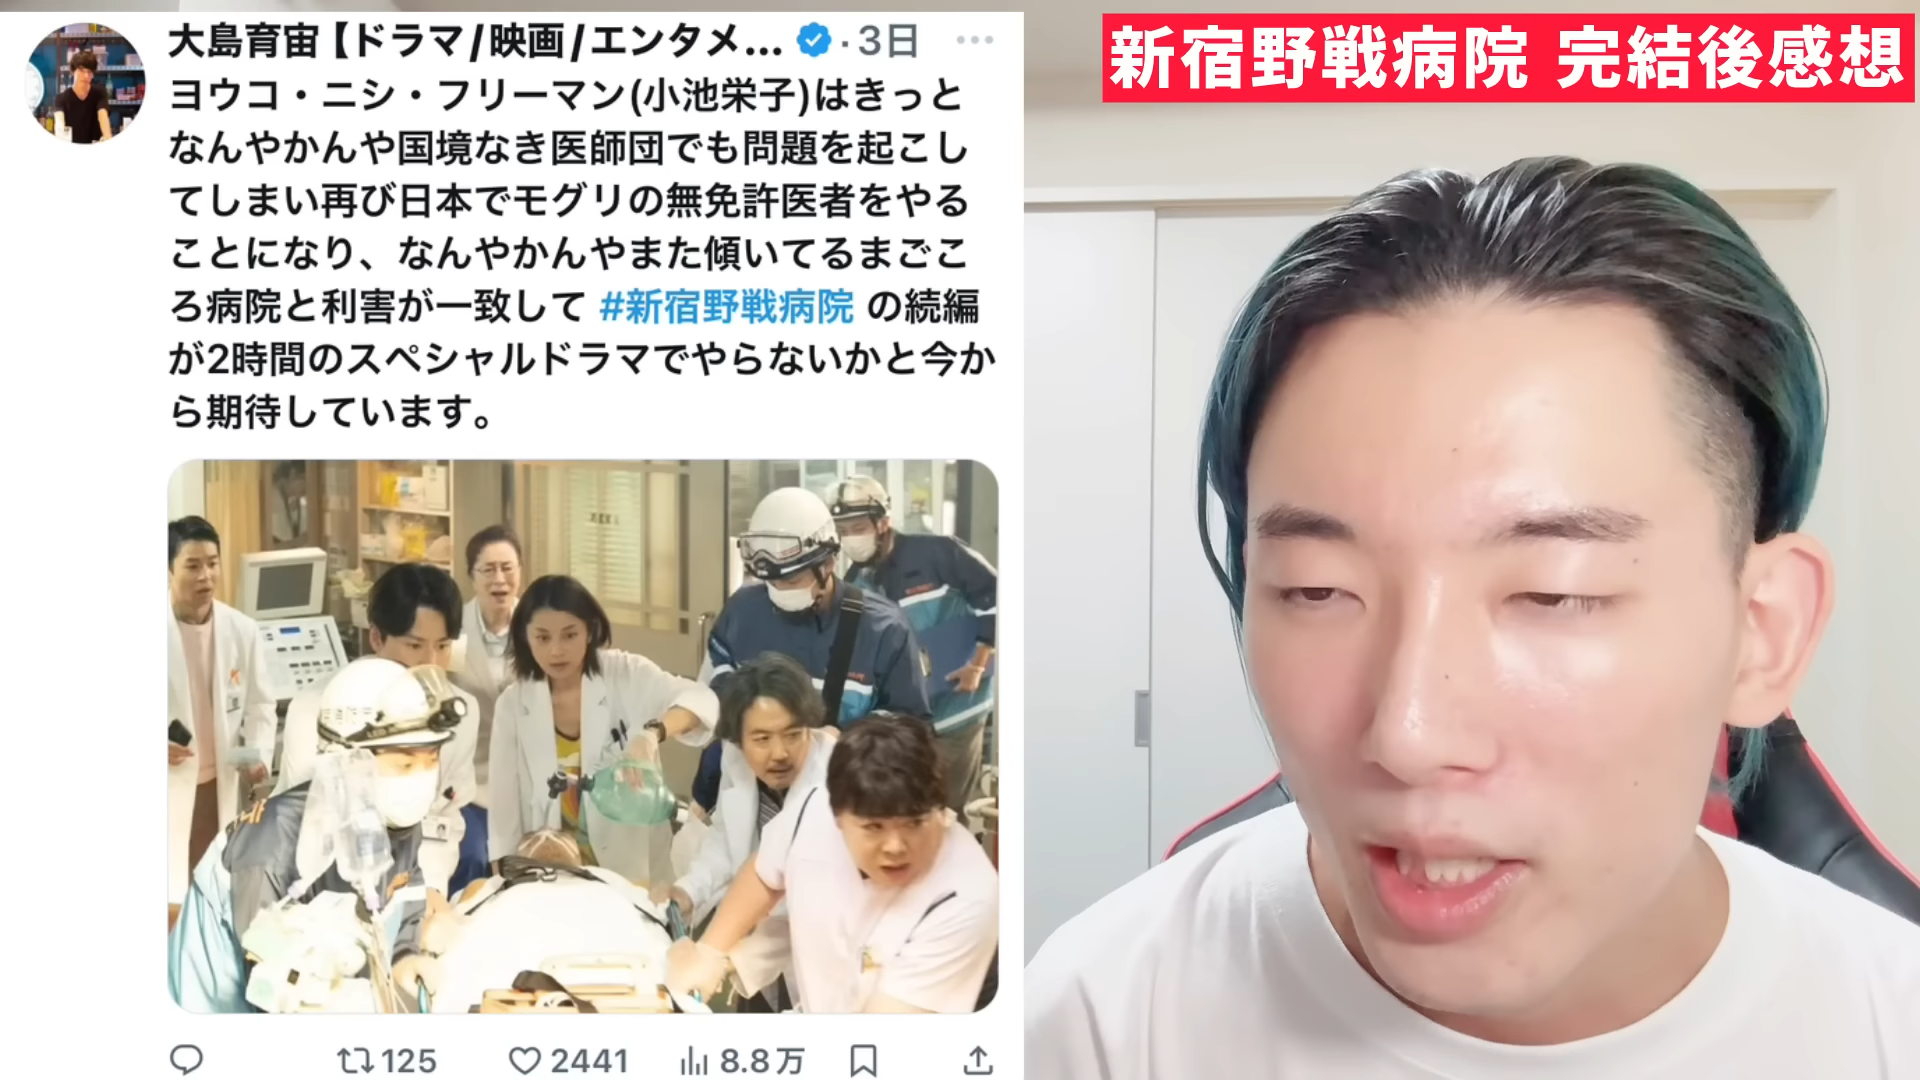 大島育宙【ドラマ/映画/エンタメ... ・3日
ヨウコ・ニシ・フリーマン(小池栄子)はきっと
なんやかんや国境なき医師団でも問題を起こし
てしまい再び日本でモグリの無免許医者をやる
ことになり、なんやかんやまた傾いてるまごこ
ろ病院と利害が一致して #新宿野戦病院 の続編
が2時間のスペシャルドラマでやらないかと今か
ら期待しています。
125 2441 8.8万
新宿野戦病院 完結後感想